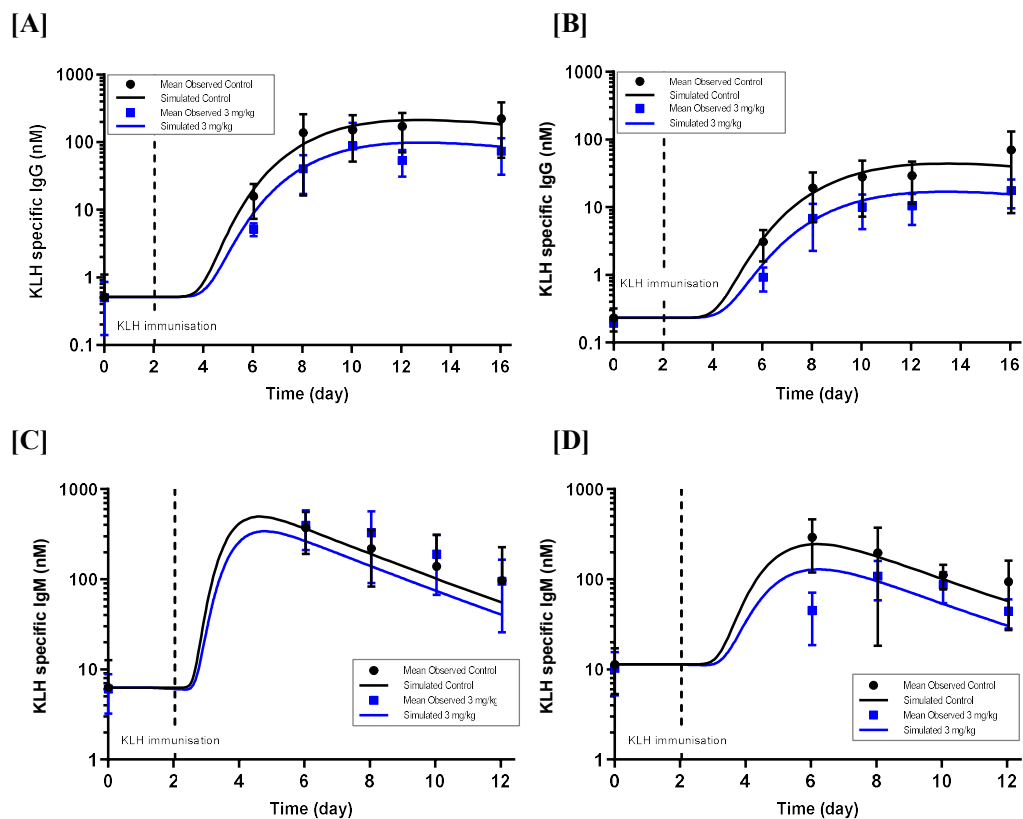 [A]
KLH specific IgG (nM)
1000
100
10
1
0.1
Mean Observed Control
Simulated Control
Mean Observed 3 mg/kg
Simulated 3 mg/kg
KLH immunisation
0 2 4 6 8 10 12 14 16
Time (day)
[B]
KLH specific IgG (nM)
1000
100
10
1
0.1
Mean Observed Control
Simulated Control
Mean Observed 3 mg/kg
Simulated 3 mg/kg
KLH immunisation
0 2 4 6 8 10 12 14 16
Time (day)
[C]
KLH specific IgM (nM)
1000
100
10
1
Mean Observed Control
Simulated Control
Mean Observed 3 mg/kg
Simulated 3 mg/kg
KLH immunisation
0 2 4 6 8 10 12
Time (day)
[D]
KLH specific IgM (nM)
1000
100
10
1
Mean Observed Control
Simulated Control
Mean Observed 3 mg/kg
Simulated 3 mg/kg
KLH immunisation
0 2 4 6 8 10 12
Time (day)